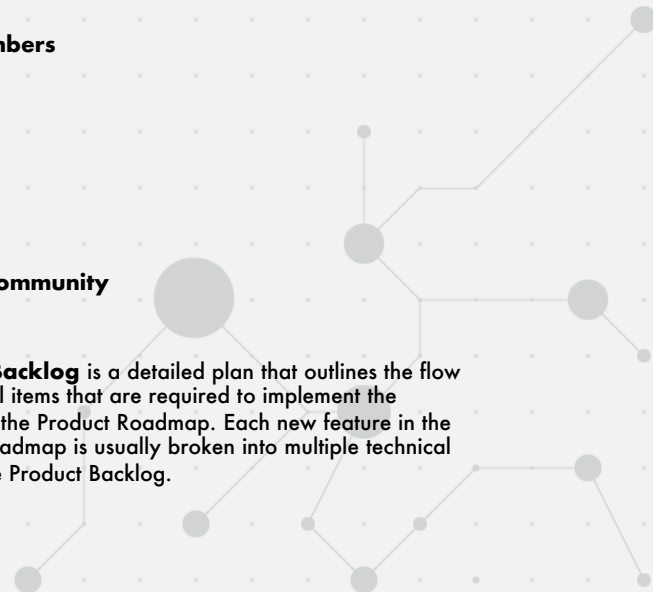 nbers
ommunity
Backlog is a detailed plan that outlines the flow
l items that are required to implement the
the Product Roadmap. Each new feature in the
admap is usually broken into multiple technical
e Product Backlog.